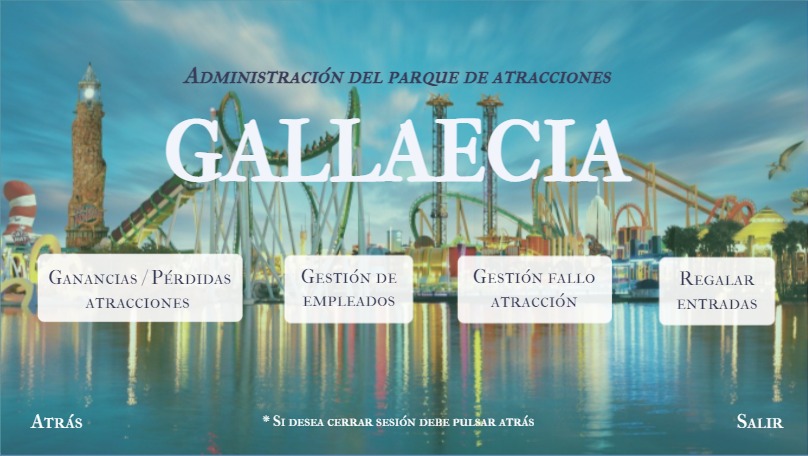 Administración del parque de atracciones
GALLAECIA
Ganancias / Pérdidas
atracciones
Gestión de
empleados
Gestión fallo
atracción
Regalar
entradas
Atrás
* Si desea cerrar sesión debe pulsar atrás
Salir